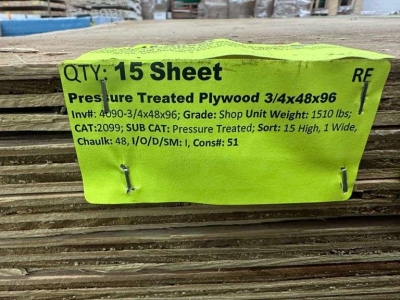 QTY: 15 Sheet RF
Pressure Treated Plywood 3/4x48x96
Inv#: 4090-3/4x48x96; Grade: Shop Unit Weight: 1510 lbs;
CAT:2099; SUB CAT: Pressure Treated; Sort: 15 High, 1 Wide,
Chaulk: 48, I/O/D/SM: I, Cons#: 51